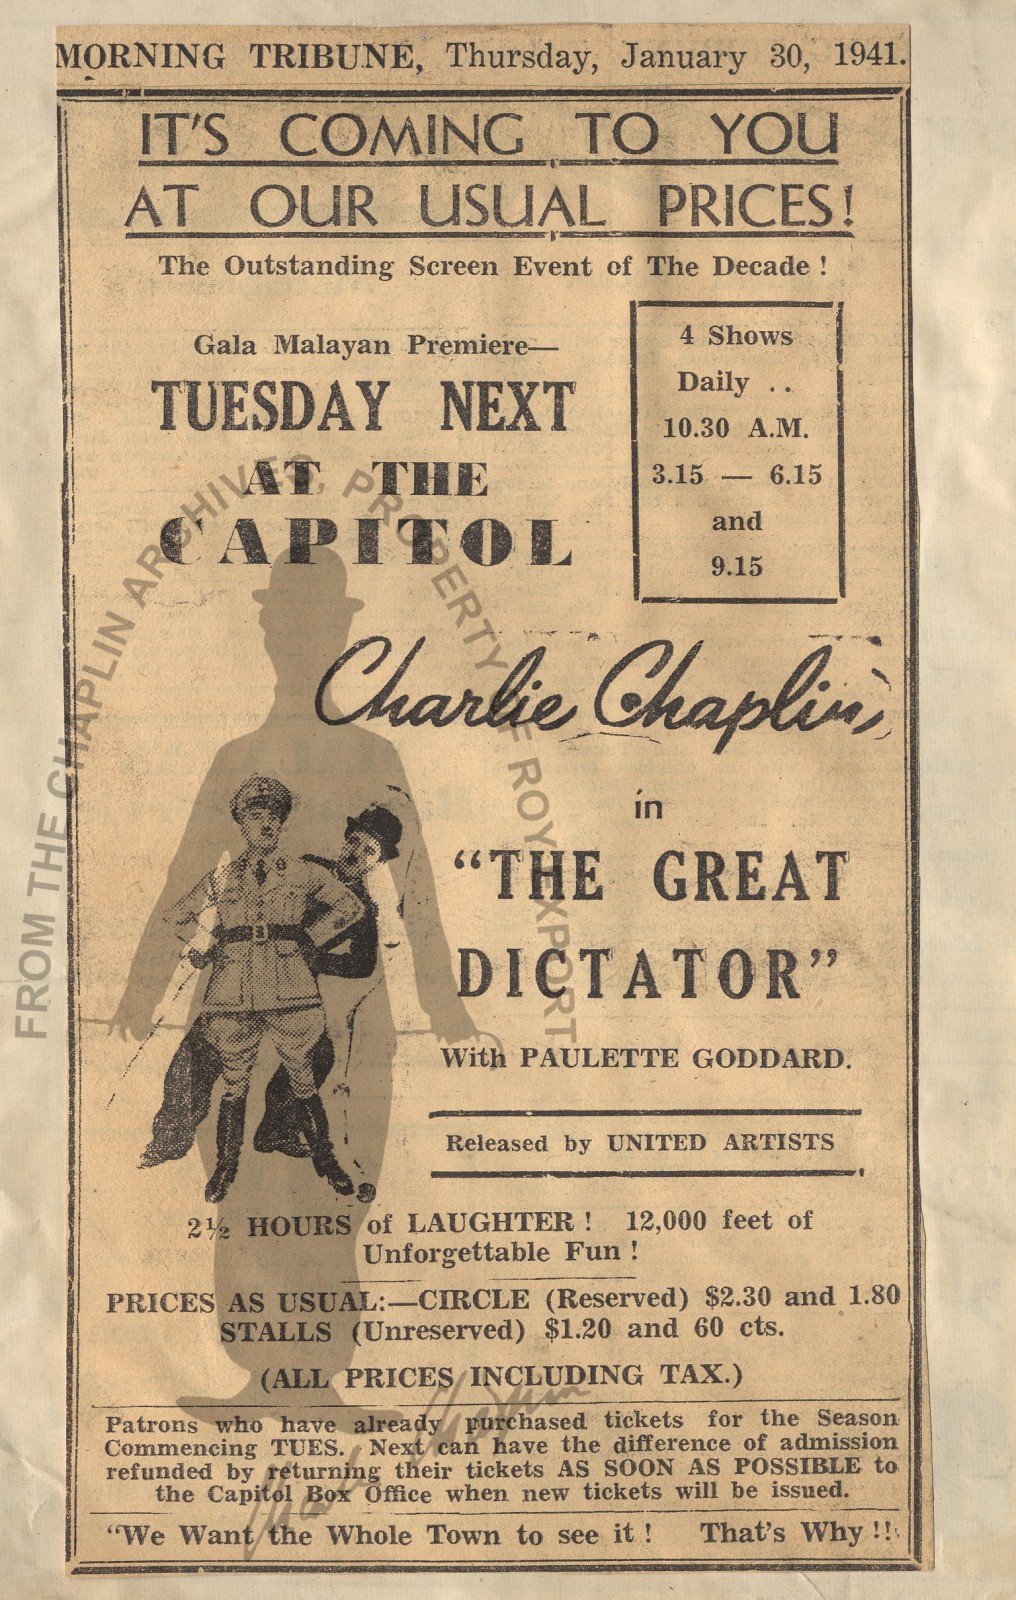 MORNING TRIBUNE, Thursday, January 30, 1941.
IT'S COMING TO YOU
AT OUR USUAL PRICES!
The Outstanding Screen Event of The Decade !
Gala Malayan Premiere—
TUESDAY NEXT
AT THE
CAPITOL
4 Shows
Daily . .
10.30 A.M.
3.15 — 6.15
and
9.15
Charlie Chaplin
in
"THE GREAT
DICTATOR"
With PAULETTE GODDARD.
Released by UNITED ARTISTS
2½ HOURS of LAUGHTER ! 12,000 feet of
Unforgettable Fun !
PRICES AS USUAL:—CIRCLE (Reserved) $2.30 and 1.80
STALLS (Unreserved) $1.20 and 60 cts.
(ALL PRICES INCLUDING TAX.)
Patrons who have already purchased tickets for the Season
Commencing TUES. Next can have the difference of admission
refunded by returning their tickets AS SOON AS POSSIBLE to
the Capitol Box Office when new tickets will be issued.
"We Want the Whole Town to see it ! That's Why !!
FROM THE CHAPLIN ARCHIVES, PROPERTY OF ROY EXPORT
Charlie Chaplin